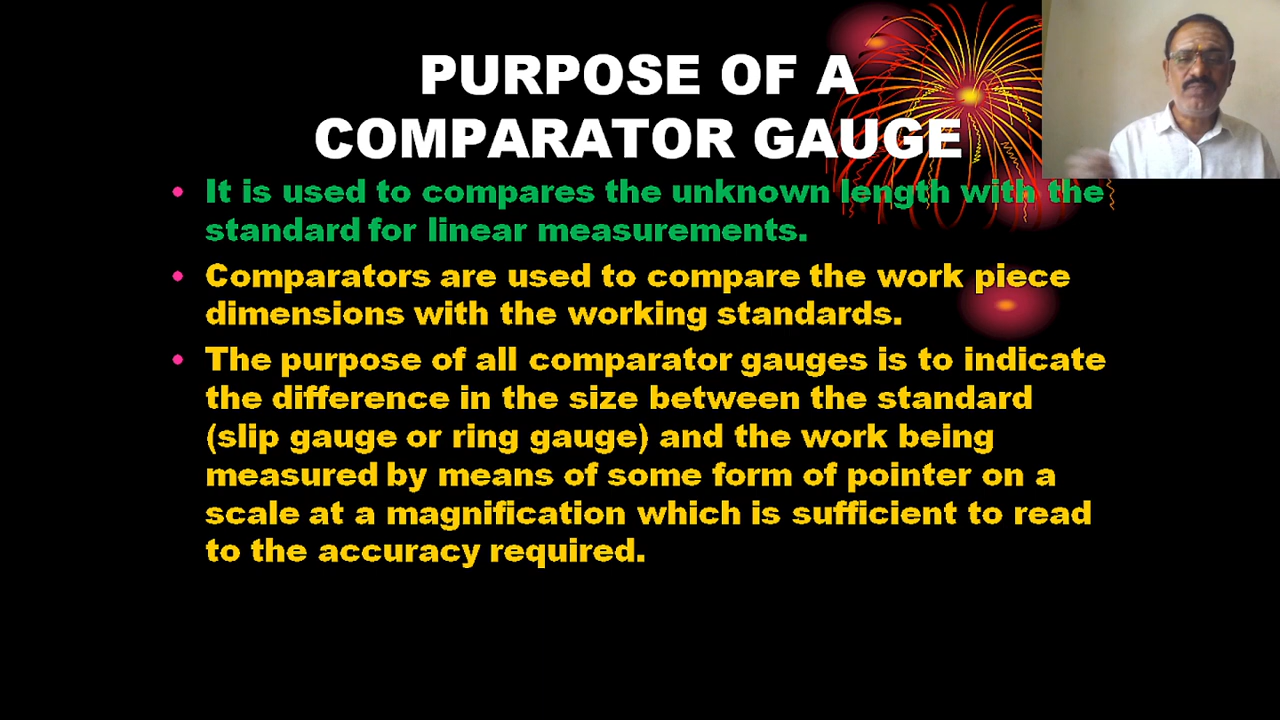 PURPOSE OF A
COMPARATOR GAUGE
• It is used to compares the unknown length with the
standard for linear measurements.
• Comparators are used to compare the work piece
dimensions with the working standards.
• The purpose of all comparator gauges is to indicate
the difference in the size between the standard
(slip gauge or ring gauge) and the work being
measured by means of some form of pointer on a
scale at a magnification which is sufficient to read
to the accuracy required.